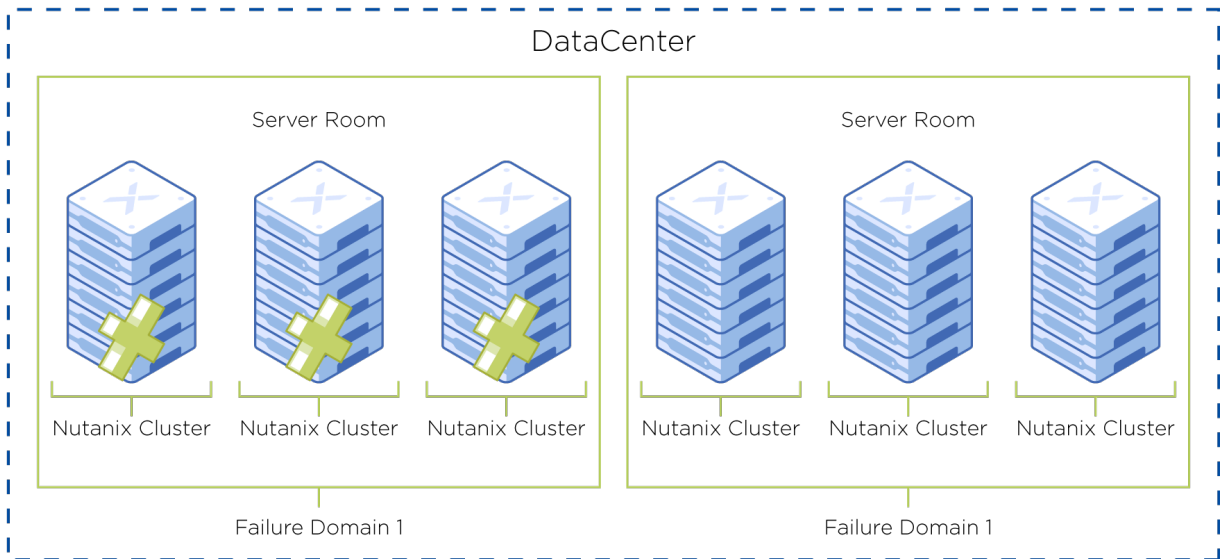 DataCenter
Server Room
Server Room
Nutanix Cluster
Nutanix Cluster
Nutanix Cluster
Nutanix Cluster
Nutanix Cluster
Nutanix Cluster
Failure Domain 1
Failure Domain 1